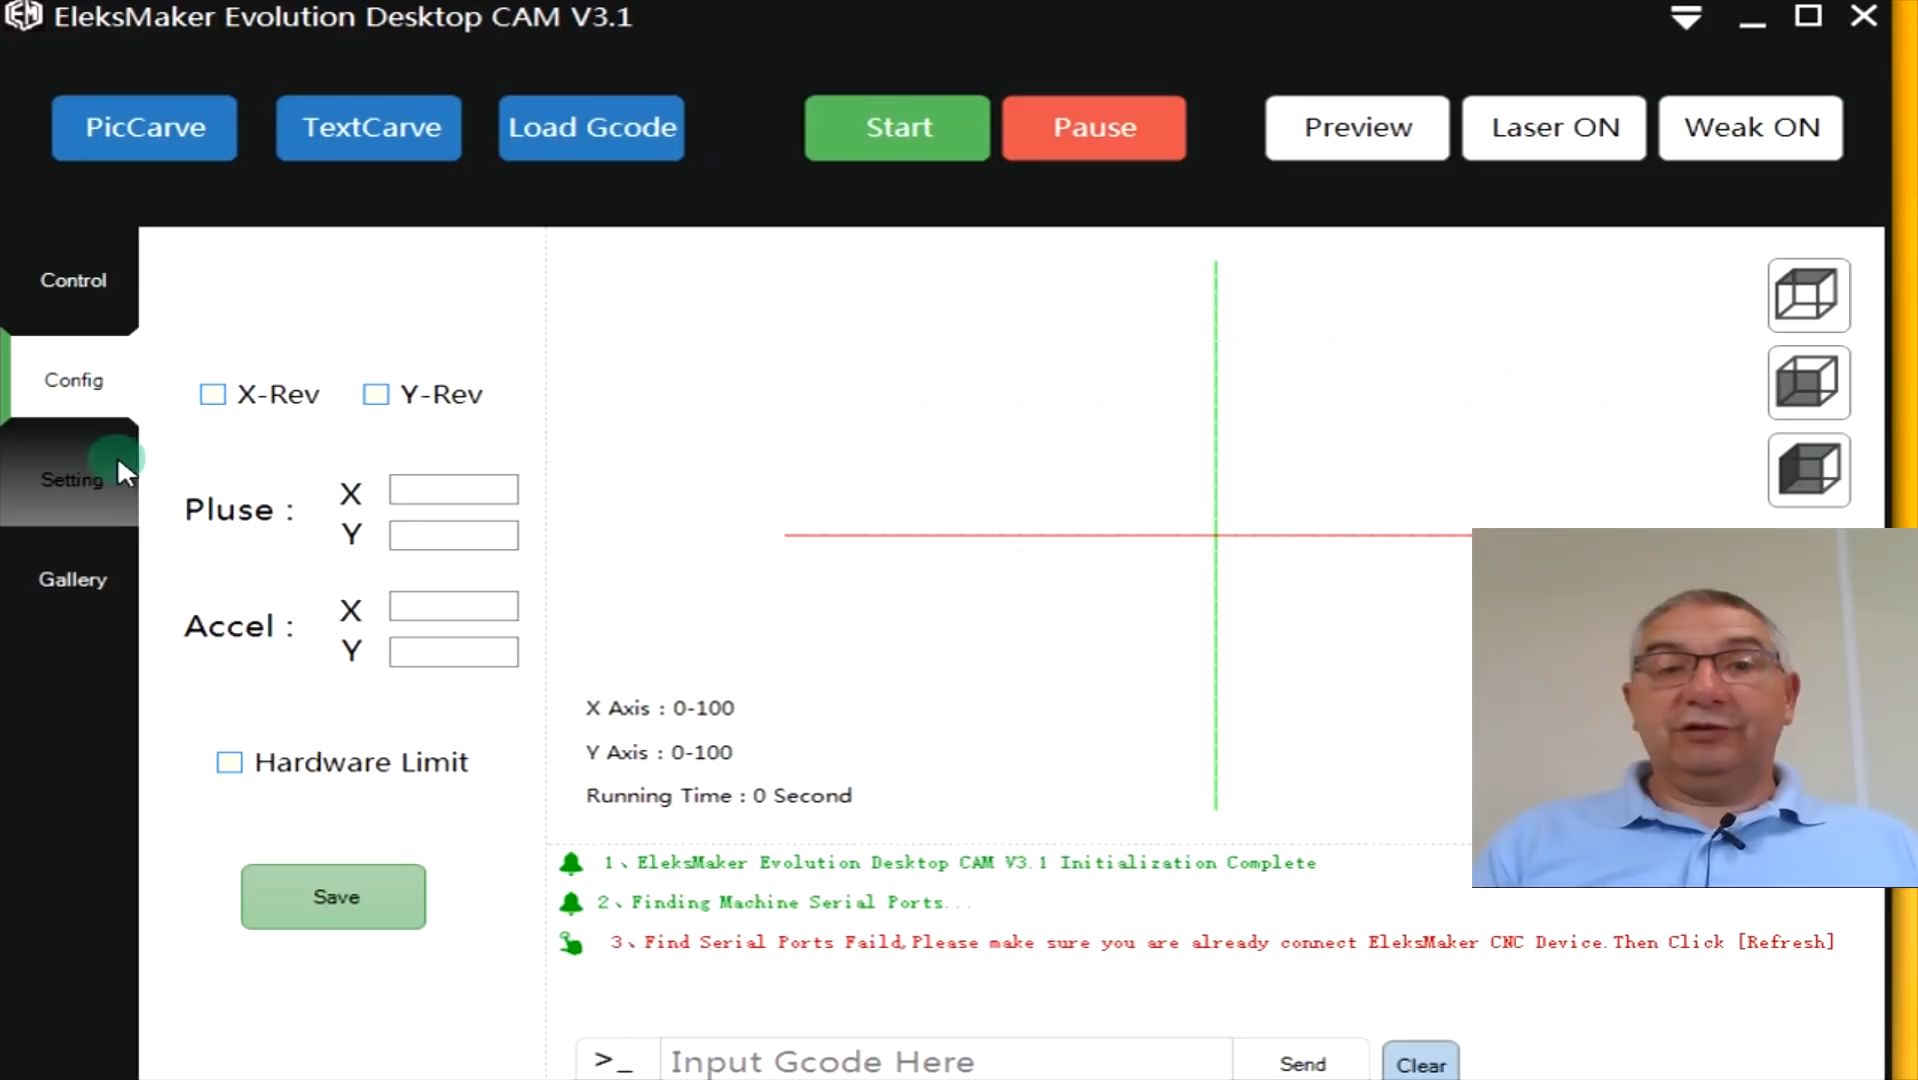 EleksMaker Evolution Desktop CAM V3.1
PicCarve
TextCarve
Load Gcode
Start
Pause
Preview
Laser ON
Weak ON
Control
Config
Setting
Gallery
X-Rev
Y-Rev
Pluse :
X
Y
Accel :
X
Y
Hardware Limit
Save
X Axis : 0-100
Y Axis : 0-100
Running Time : 0 Second
1、EleksMaker Evolution Desktop CAM V3.1 Initialization Complete
2、Finding Machine Serial Ports...
3、Find Serial Ports Faild,Please make sure you are already connect EleksMaker CNC Device.Then Click [Refresh]
>_
Input Gcode Here
Send
Clear